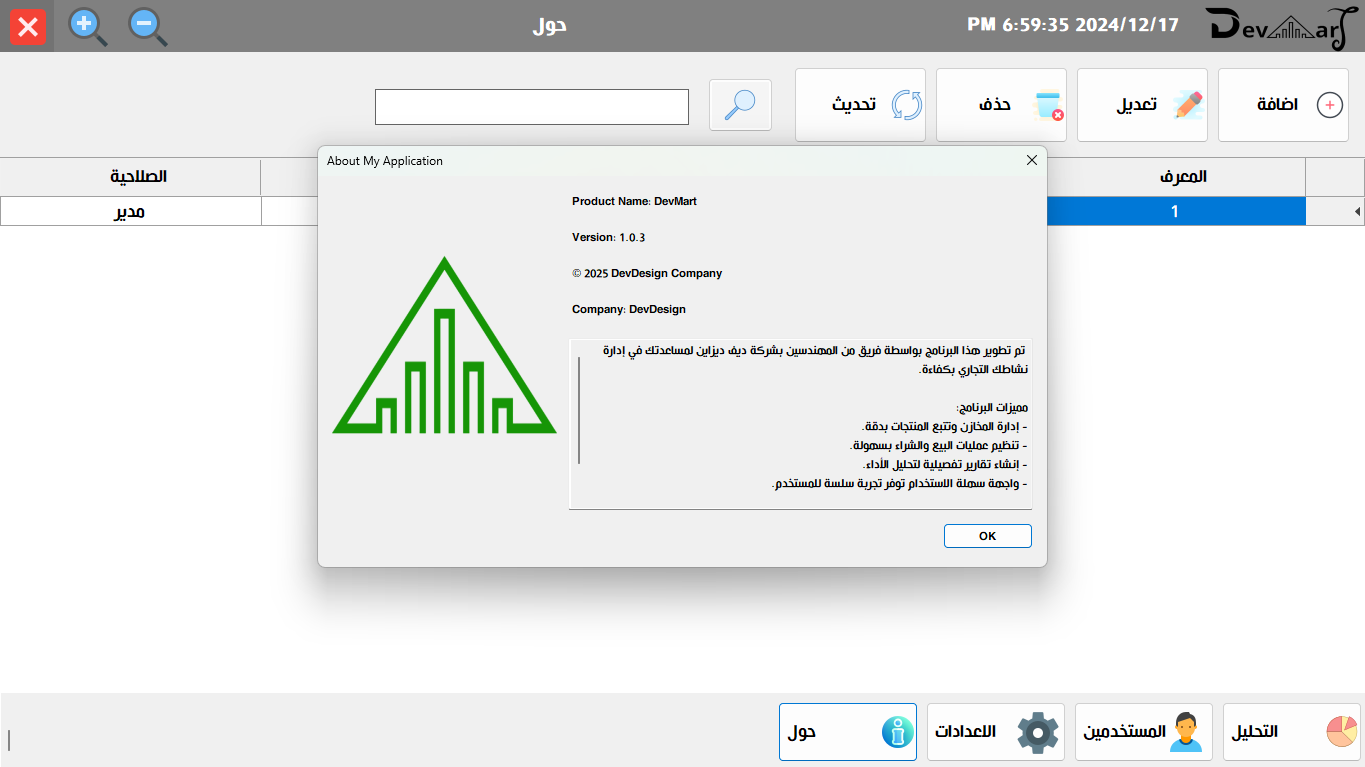 حول
PM 6:59:35 2024/12/17
DevMart
اضافة
تعديل
حذف
تحديث
المعرف
الصلاحية
1
مدير
About My Application
Product Name: DevMart
Version: 1.0.3
© 2025 DevDesign Company
Company: DevDesign
تم تطوير هذا البرنامج بواسطة فريق من المهندسين بشركة ديف ديزاين لمساعدتك في إدارة
نشاطك التجاري بكفاءة.
مميزات البرنامج:
- إدارة المخازن وتتبع المنتجات بدقة.
- تنظيم عمليات البيع والشراء بسهولة.
- إنشاء تقارير تفصيلية لتحليل الأداء.
- واجهة سهلة الاستخدام توفر تجربة سلسة للمستخدم.
OK
التحليل
المستخدمين
الاعدادات
حول